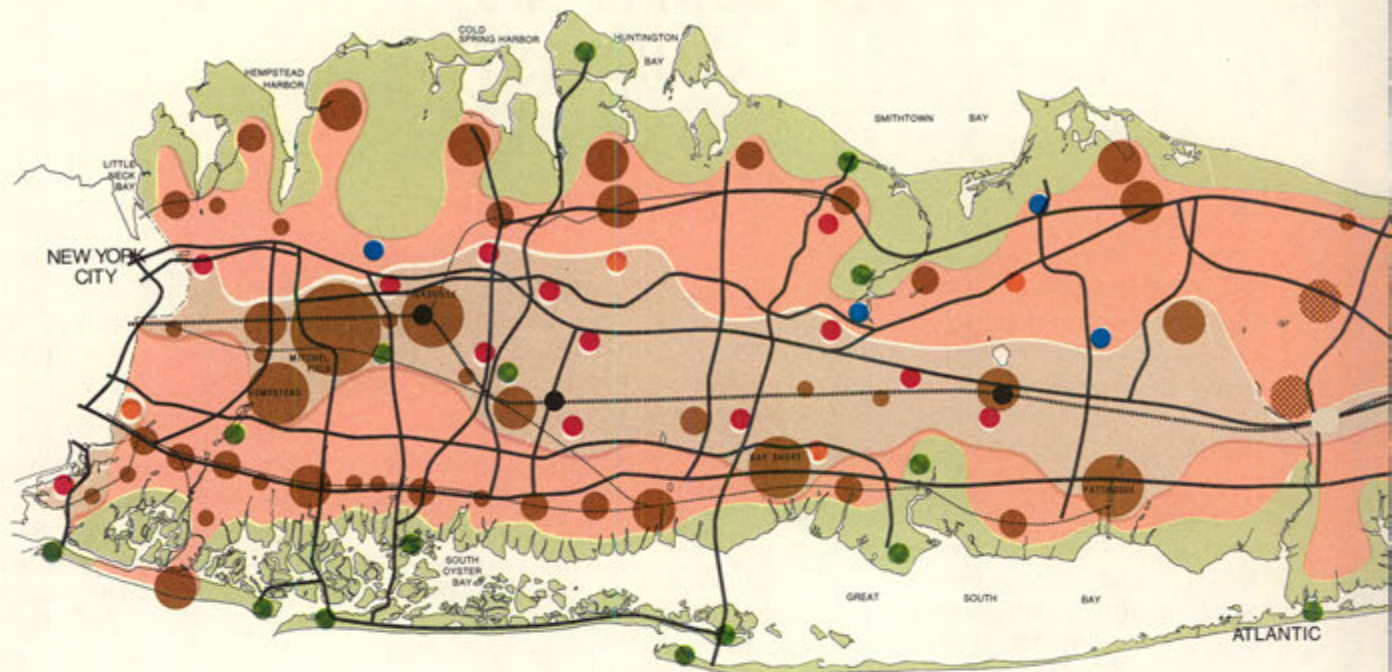 COLD
SPRING HARBOR
HUNTINGTON
BAY
HEMPSTEAD
HARBOR
SMITHTOWN BAY
LITTLE
NECK
BAY
NEW YORK
CITY
HICKSVILLE
MITCHEL
FIELD
HEMPSTEAD
BAY SHORE
PATCHOGUE
SOUTH
OYSTER
BAY
GREAT SOUTH BAY
ATLANTIC